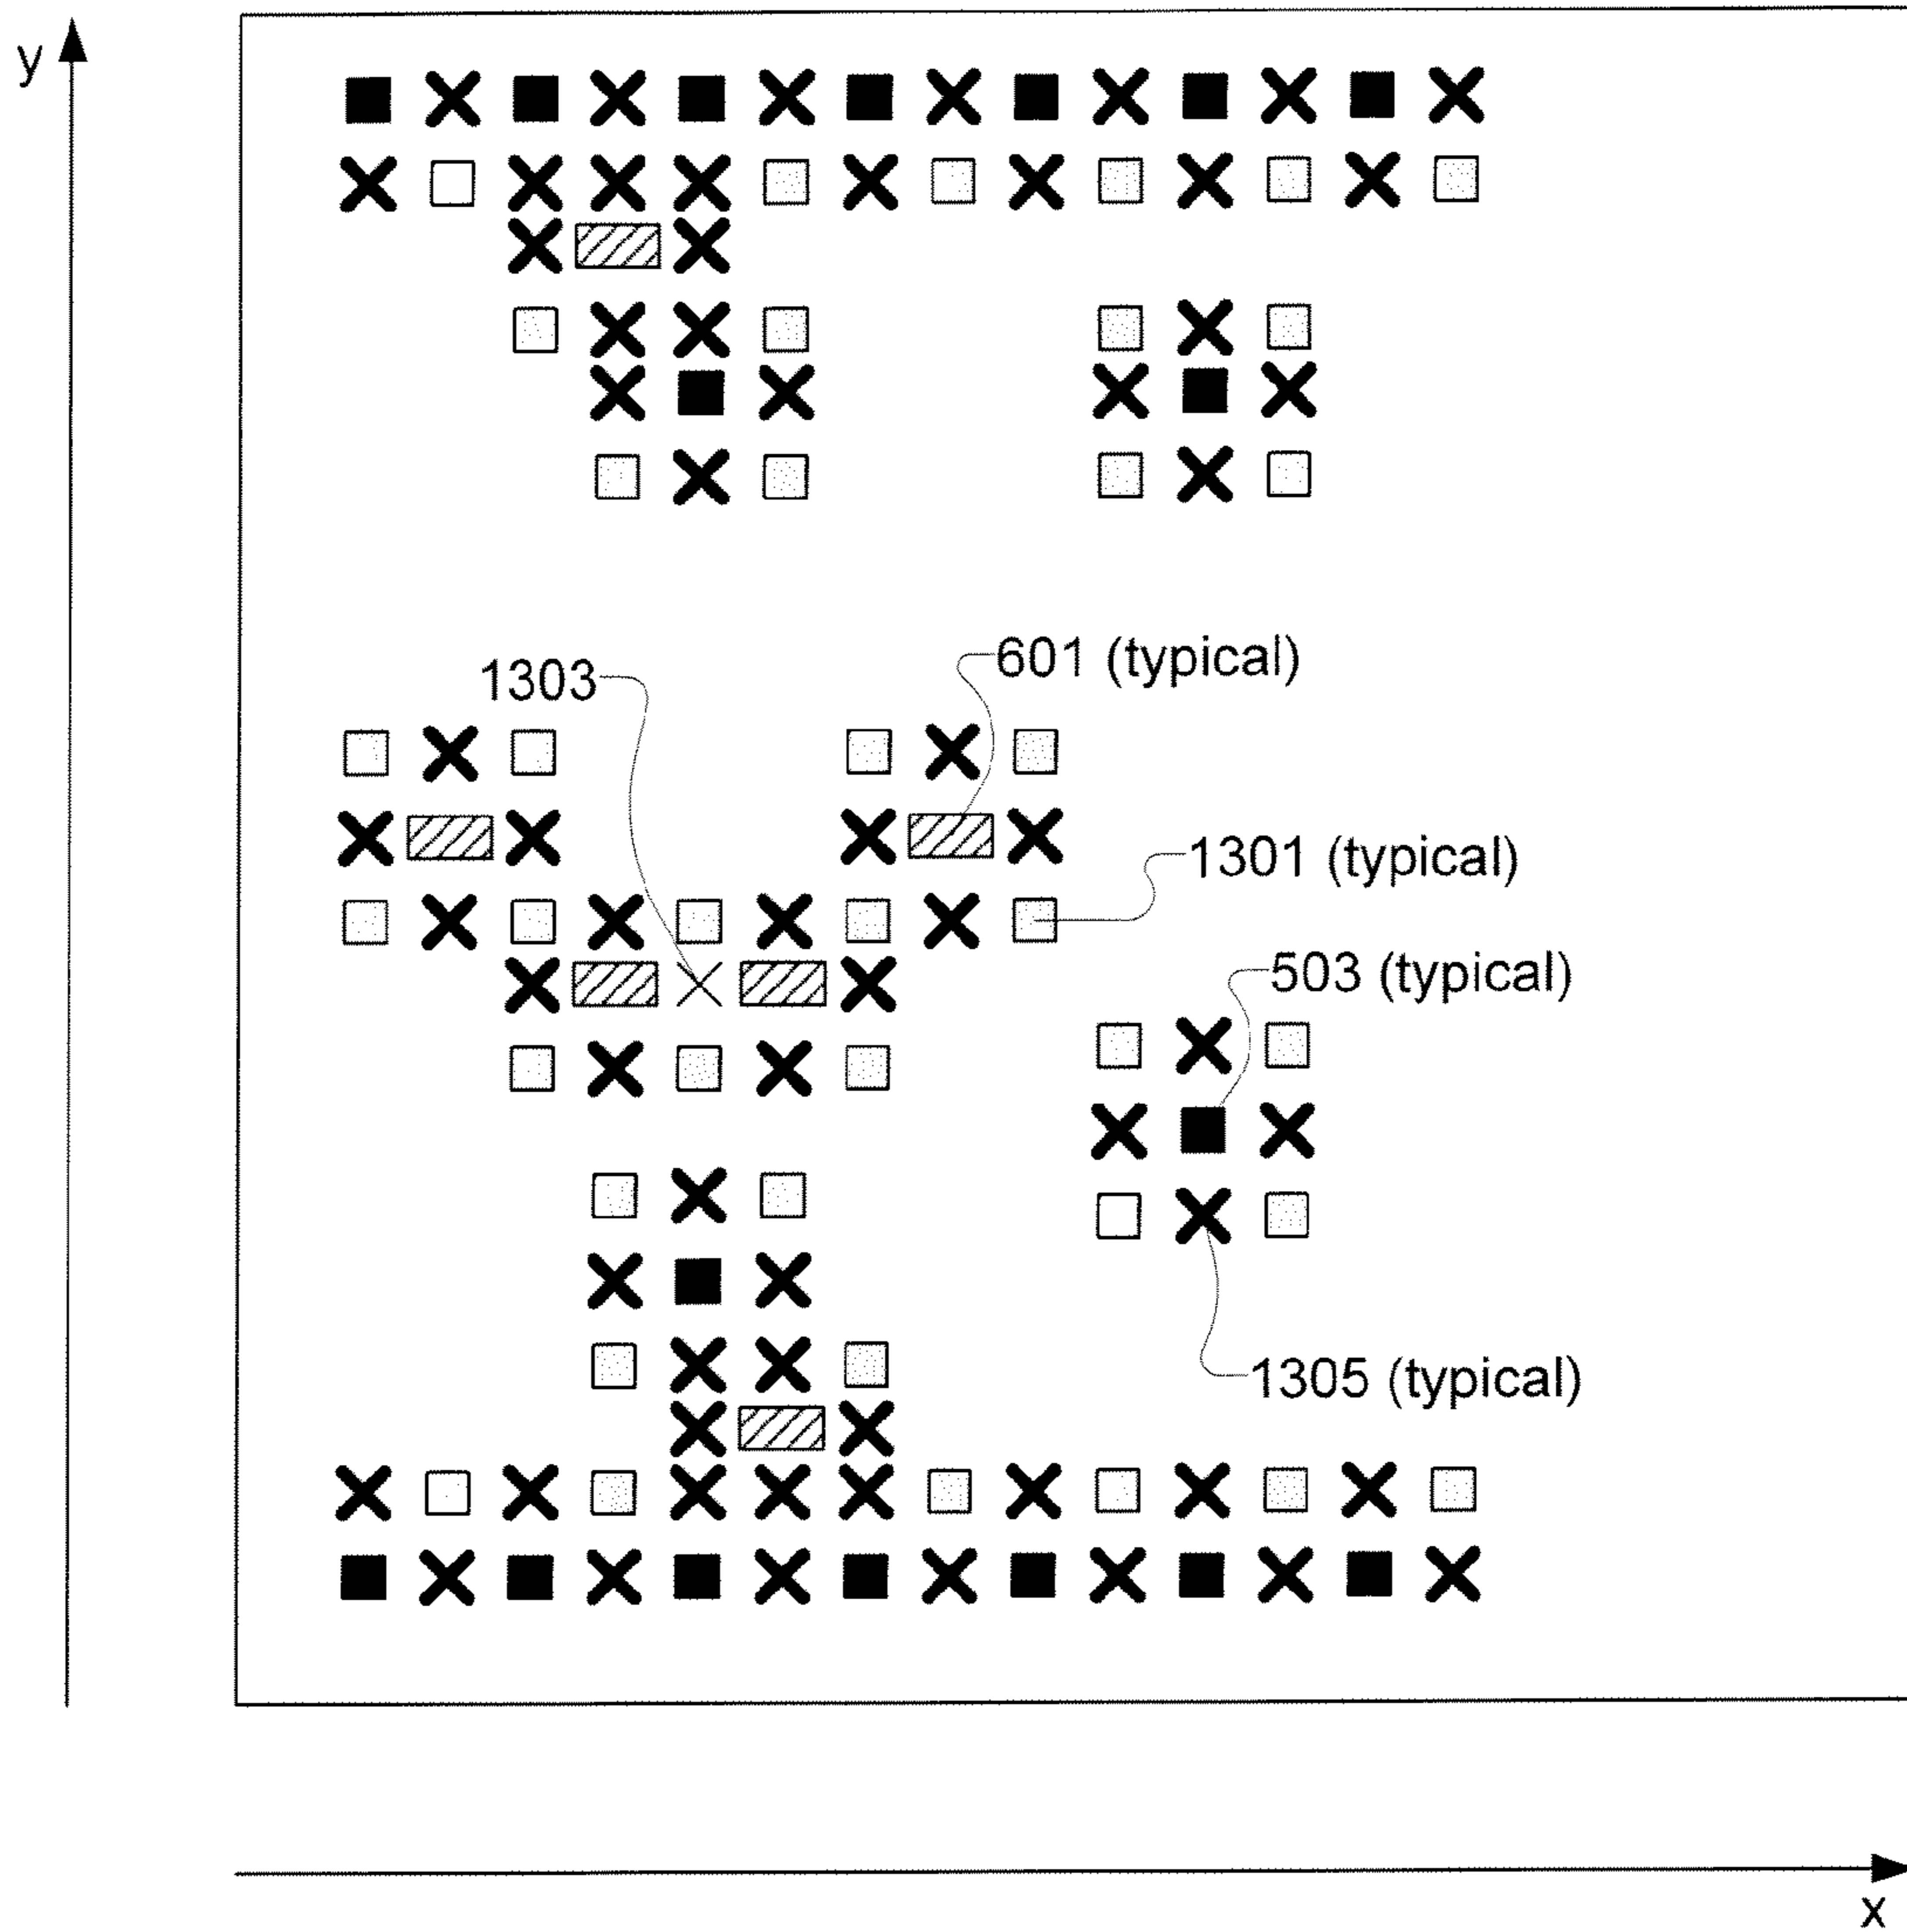 y
601 (typical)
1303
1301 (typical)
503 (typical)
1305 (typical)
x